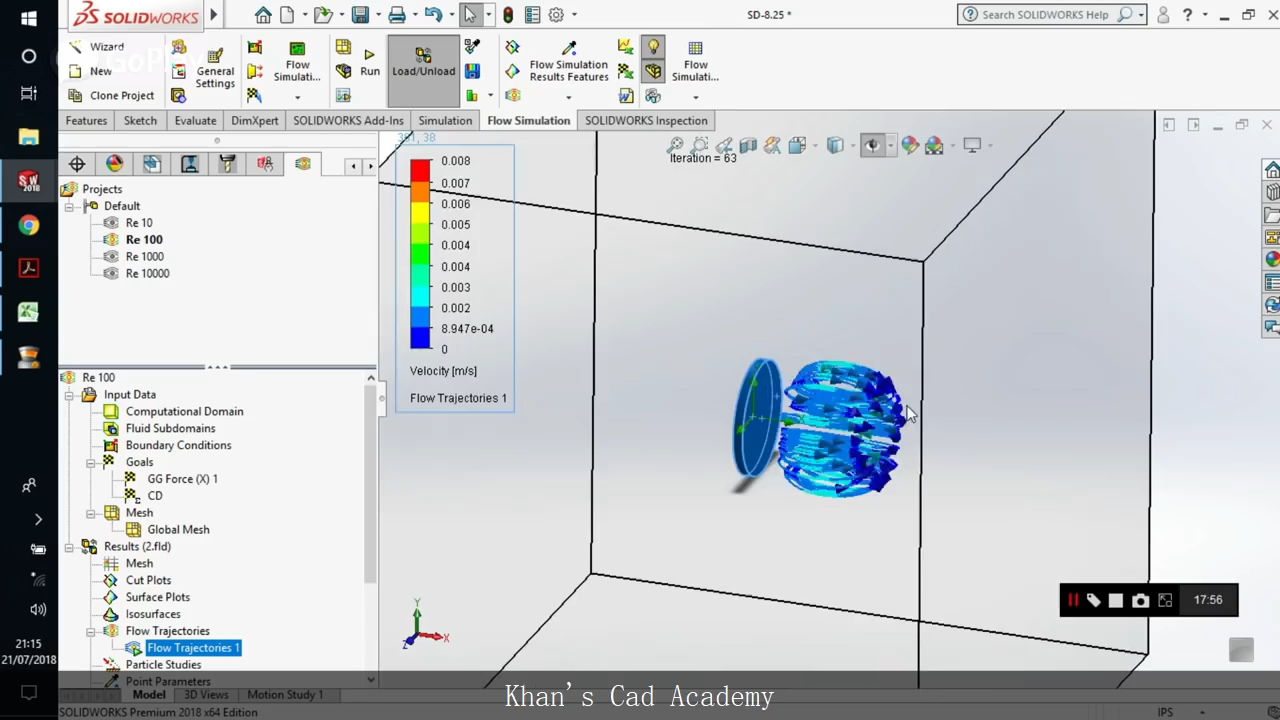 SOLIDWORKS
SD-8.25 *
Search SOLIDWORKS Help
Wizard
New
Clone Project
General
Settings
Flow
Simulati...
Run
Load/Unload
Flow Simulation
Results Features
Flow
Simulati...
Features
Sketch
Evaluate
DimXpert
SOLIDWORKS Add-Ins
Simulation
Flow Simulation
SOLIDWORKS Inspection
Projects
Default
Re 10
Re 100
Re 1000
Re 10000
Re 100
Input Data
Computational Domain
Fluid Subdomains
Boundary Conditions
Goals
GG Force (X) 1
CD
Mesh
Global Mesh
Results (2.fld)
Mesh
Cut Plots
Surface Plots
Isosurfaces
Flow Trajectories
Flow Trajectories 1
Particle Studies
Point Parameters
Iteration = 63
0.008
0.007
0.006
0.005
0.004
0.004
0.003
0.002
8.947e-04
0
Velocity [m/s]
Flow Trajectories 1
Y
X
Z
17:56
21:15
21/07/2018
Model
3D Views
Motion Study 1
Khan's Cad Academy
SOLIDWORKS Premium 2018 x64 Edition
IPS